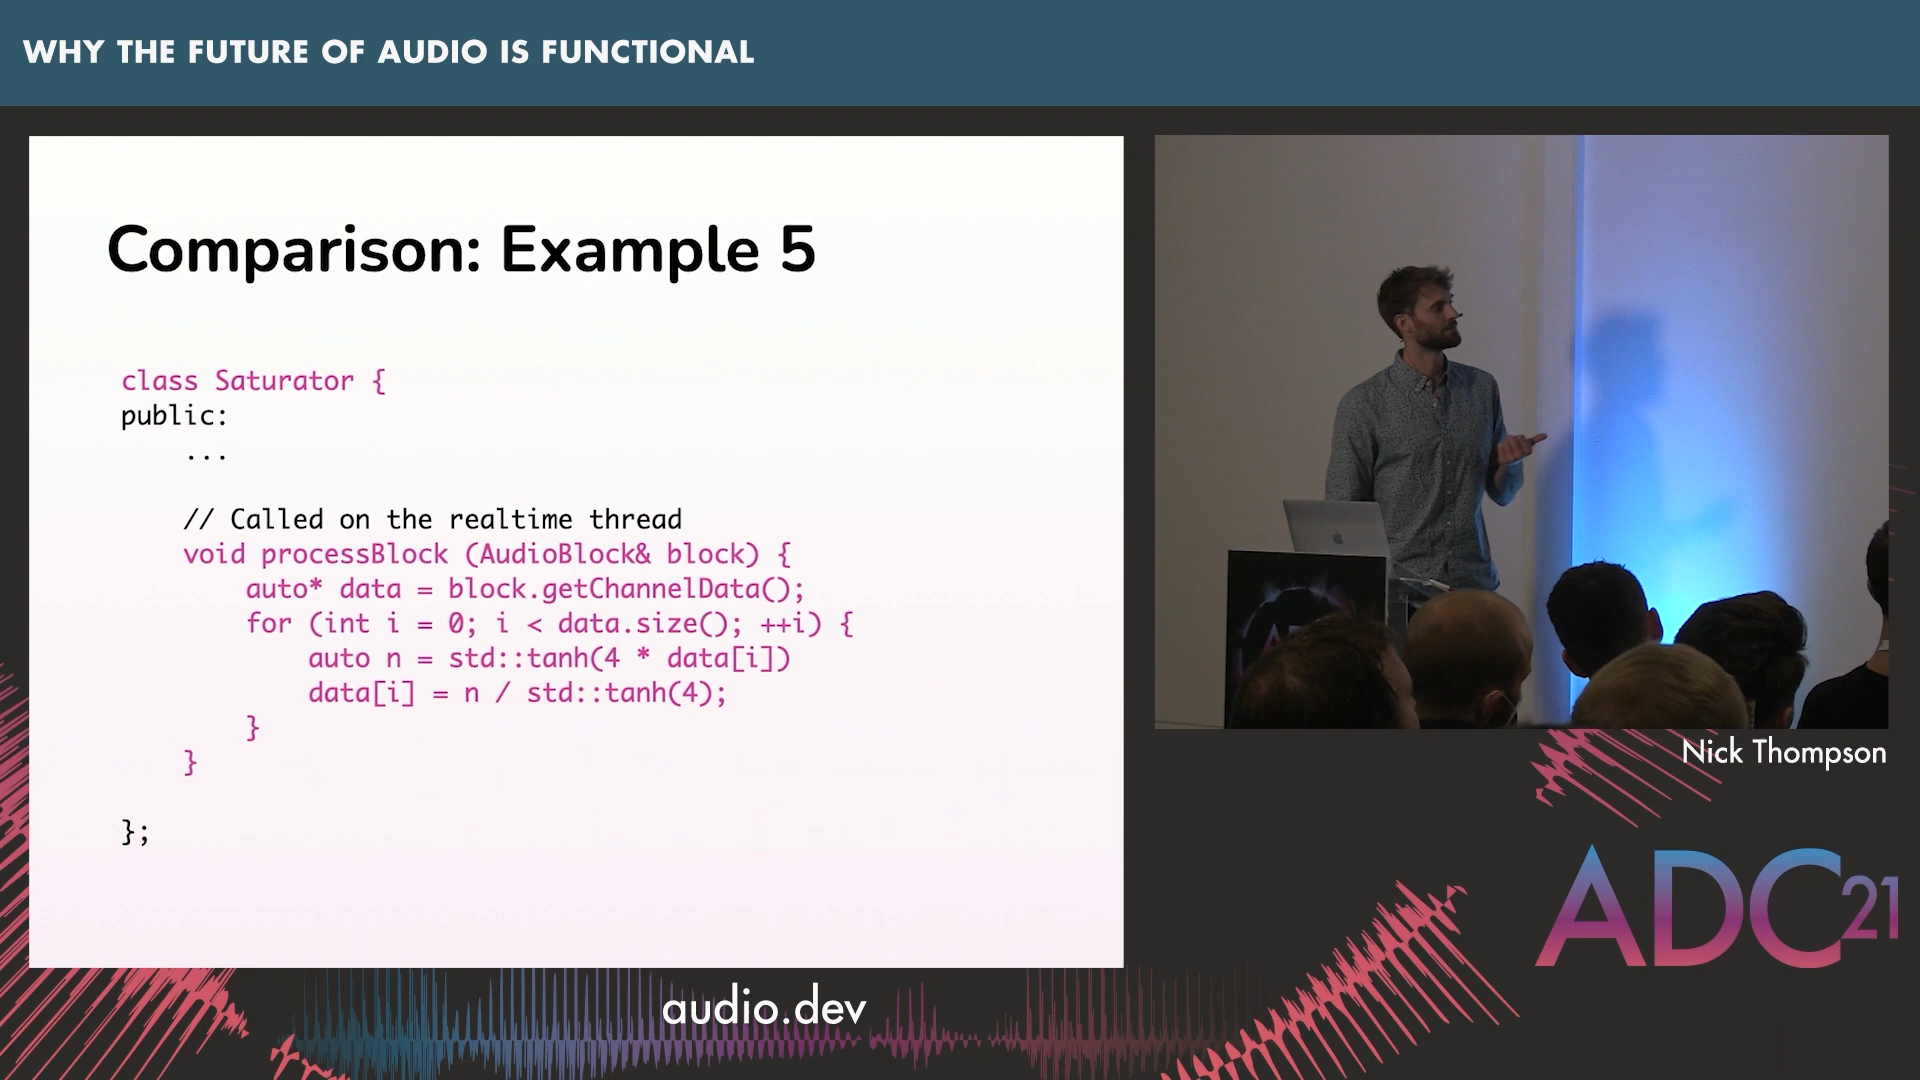 WHY THE FUTURE OF AUDIO IS FUNCTIONAL
Comparison: Example 5
class Saturator {
public:
...
// Called on the realtime thread
void processBlock (AudioBlock& block) {
auto* data = block.getChannelData();
for (int i = 0; i < data.size(); ++i) {
auto n = std::tanh(4 * data[i])
data[i] = n / std::tanh(4);
}
}
};
Nick Thompson
ADC21
audio.dev